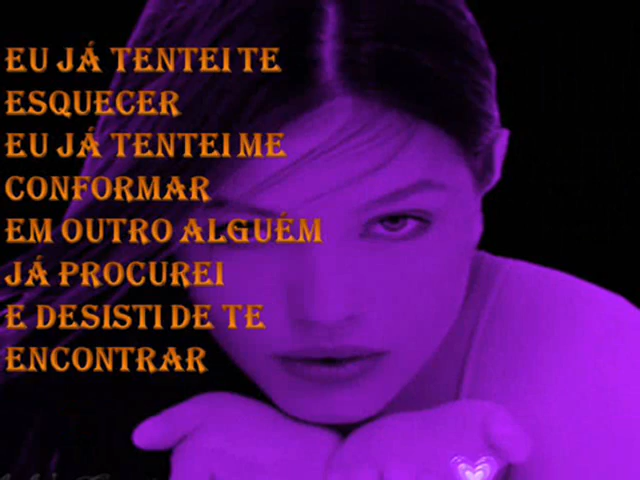 EU JÁ TENTEI TE
ESQUECER
EU JÁ TENTEI ME
CONFORMAR
EM OUTRO ALGUÉM
JÁ PROCUREI
E DESISTI DE TE
ENCONTRAR